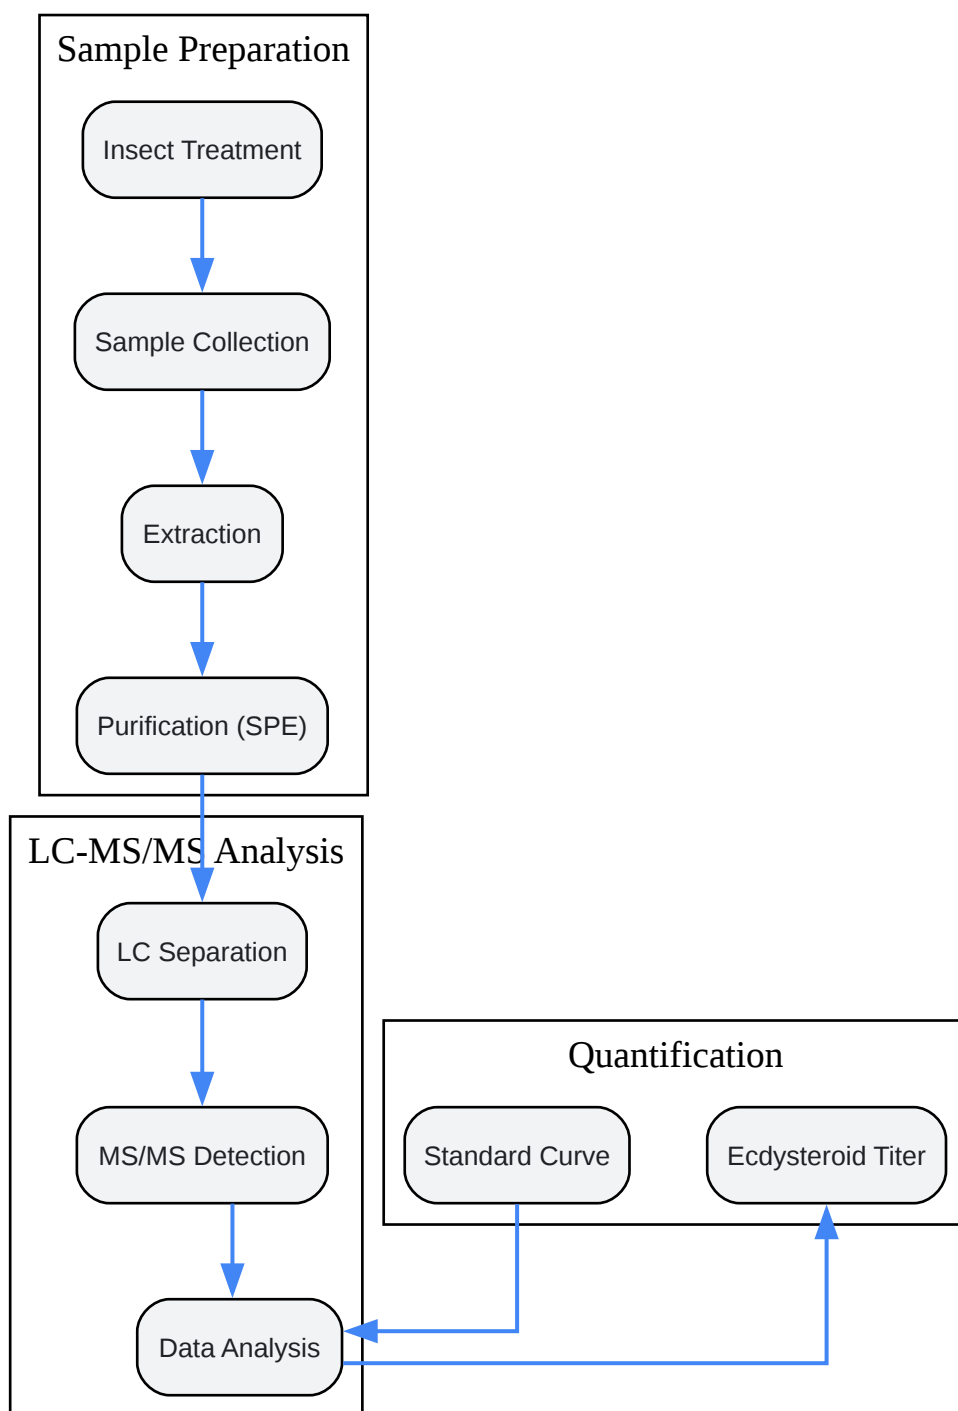 Sample Preparation
Insect Treatment
Sample Collection
Extraction
Purification (SPE)
LC-MS/MS Analysis
LC Separation
MS/MS Detection
Data Analysis
Quantification
Standard Curve
Ecdysteroid Titer